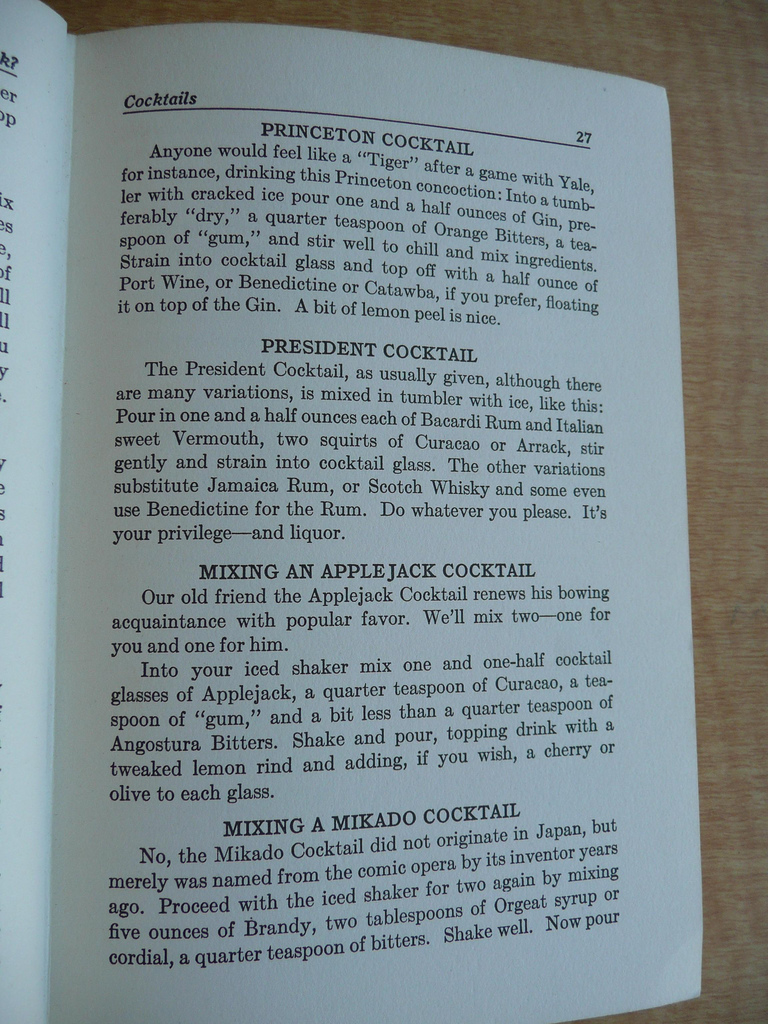 Cocktails 27
PRINCETON COCKTAIL
Anyone would feel like a "Tiger" after a game with Yale,
for instance, drinking this Princeton concoction: Into a tumb-
ler with cracked ice pour one and a half ounces of Gin, pre-
ferably "dry," a quarter teaspoon of Orange Bitters, a tea-
spoon of "gum," and stir well to chill and mix ingredients.
Strain into cocktail glass and top off with a half ounce of
Port Wine, or Benedictine or Catawba, if you prefer, floating
it on top of the Gin. A bit of lemon peel is nice.
PRESIDENT COCKTAIL
The President Cocktail, as usually given, although there
are many variations, is mixed in tumbler with ice, like this:
Pour in one and a half ounces each of Bacardi Rum and Italian
sweet Vermouth, two squirts of Curacao or Arrack, stir
gently and strain into cocktail glass. The other variations
substitute Jamaica Rum, or Scotch Whisky and some even
use Benedictine for the Rum. Do whatever you please. It's
your privilege—and liquor.
MIXING AN APPLEJACK COCKTAIL
Our old friend the Applejack Cocktail renews his bowing
acquaintance with popular favor. We'll mix two—one for
you and one for him.
Into your iced shaker mix one and one-half cocktail
glasses of Applejack, a quarter teaspoon of Curacao, a tea-
spoon of "gum," and a bit less than a quarter teaspoon of
Angostura Bitters. Shake and pour, topping drink with a
tweaked lemon rind and adding, if you wish, a cherry or
olive to each glass.
MIXING A MIKADO COCKTAIL
No, the Mikado Cocktail did not originate in Japan, but
merely was named from the comic opera by its inventor years
ago. Proceed with the iced shaker for two again by mixing
five ounces of Brandy, two tablespoons of Orgeat syrup or
cordial, a quarter teaspoon of bitters. Shake well. Now pour